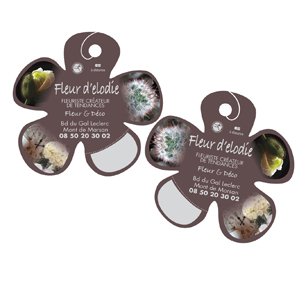 Fleur d'elodie
FLEURISTE CRÉATEUR
DE TENDANCES
Fleur & Déco
Bd du Gal Leclerc
Mont de Marsan
08 50 20 30 02
Fleur d'elodie
FLEURISTE CRÉATEUR
DE TENDANCES
Fleur & Déco
Bd du Gal Leclerc
Mont de Marsan
08 50 20 30 02